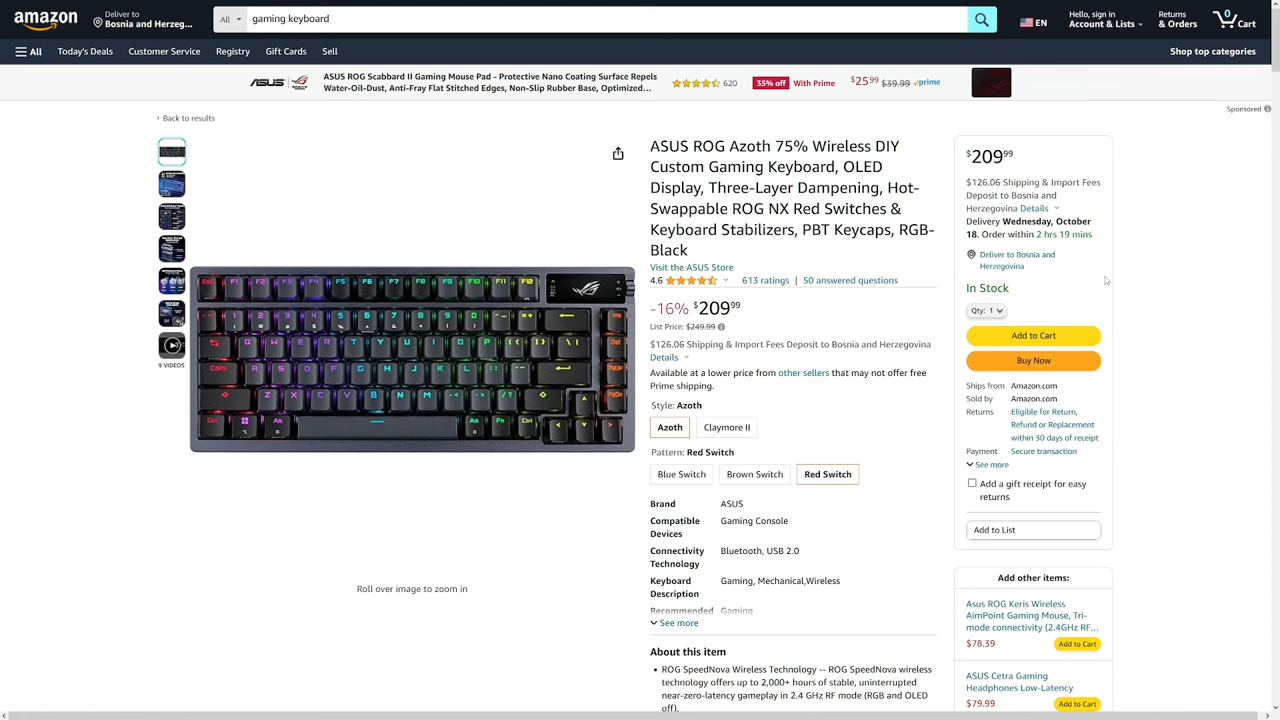 amazon
Deliver to
Bosnia and Herzeg...
All
gaming keyboard
EN
Hello, sign in
Account & Lists
Returns
& Orders
0
Cart
All
Today's Deals
Customer Service
Registry
Gift Cards
Sell
Shop top categories
ASUS
ASUS ROG Scabbard II Gaming Mouse Pad - Protective Nano Coating Surface Repels
Water-Oil-Dust, Anti-Fray Flat Stitched Edges, Non-Slip Rubber Base, Optimized...
620
35% off
With Prime
$2599 $39.99 prime
Sponsored
‹ Back to results
9 VIDEOS
Roll over image to zoom in
ASUS ROG Azoth 75% Wireless DIY
Custom Gaming Keyboard, OLED
Display, Three-Layer Dampening, Hot-
Swappable ROG NX Red Switches &
Keyboard Stabilizers, PBT Keycaps, RGB-
Black
Visit the ASUS Store
4.6
613 ratings | 50 answered questions
-16% $20999
List Price: $249.99
$126.06 Shipping & Import Fees Deposit to Bosnia and Herzegovina
Details
Available at a lower price from other sellers that may not offer free
Prime shipping.
Style: Azoth
Azoth
Claymore II
Pattern: Red Switch
Blue Switch
Brown Switch
Red Switch
Brand ASUS
Compatible Gaming Console
Devices
Connectivity Bluetooth, USB 2.0
Technology
Keyboard Gaming, Mechanical,Wireless
Description
Recommended Gaming
See more
About this item
• ROG SpeedNova Wireless Technology -- ROG SpeedNova wireless
technology offers up to 2,000+ hours of stable, uninterrupted
near-zero-latency gameplay in 2.4 GHz RF mode (RGB and OLED
off).
$20999
$126.06 Shipping & Import Fees
Deposit to Bosnia and
Herzegovina Details
Delivery Wednesday, October
18. Order within 2 hrs 19 mins
Deliver to Bosnia and
Herzegovina
In Stock
Qty: 1
Add to Cart
Buy Now
Ships from Amazon.com
Sold by Amazon.com
Returns Eligible for Return,
Refund or Replacement
within 30 days of receipt
Payment Secure transaction
See more
Add a gift receipt for easy
returns
Add to List
Add other items:
Asus ROG Keris Wireless
AimPoint Gaming Mouse, Tri-
mode connectivity (2.4GHz RF...
$78.39
Add to Cart
ASUS Cetra Gaming
Headphones Low-Latency
$79.99
Add to Cart